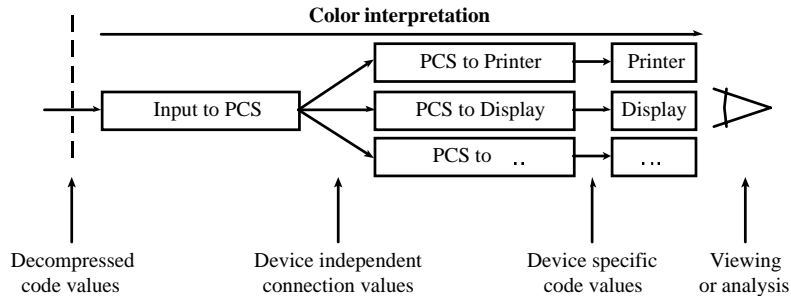 Color interpretation
PCS to Printer
Printer
Input to PCS
PCS to Display
Display
PCS to ..
...
Decompressed
code values
Device independent
connection values
Device specific
code values
Viewing
or analysis